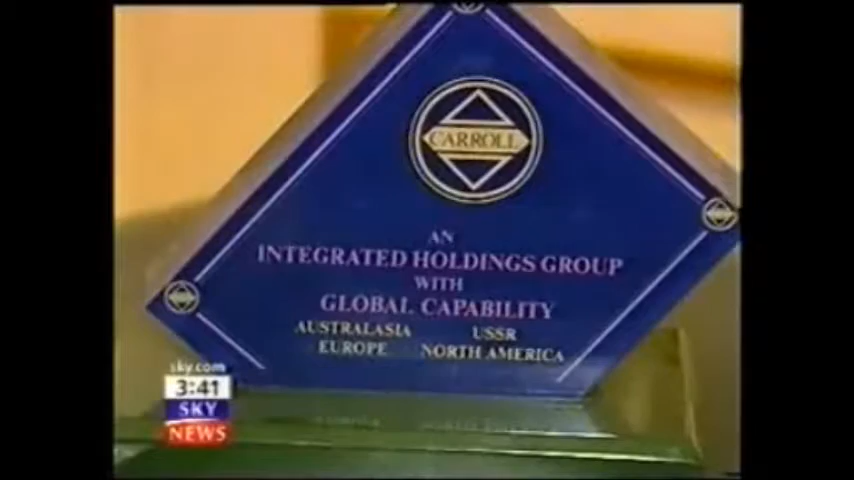 CARROLL
AN
INTEGRATED HOLDINGS GROUP
WITH
GLOBAL CAPABILITY
AUSTRALASIA USSR
EUROPE NORTH AMERICA
sky.com
3:41
SKY
NEWS